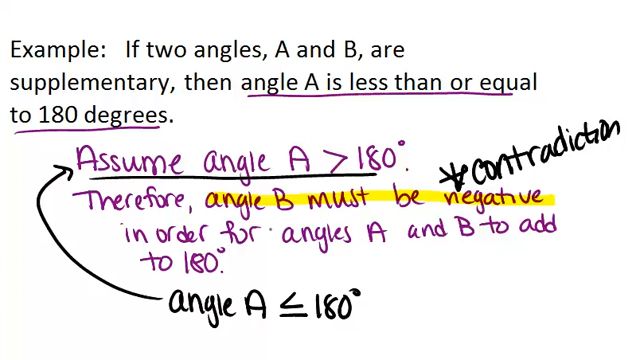 Example: If two angles, A and B, are
supplementary, then angle A is less than or equal
to 180 degrees.
Assume angle A > 180°.
*contradiction
Therefore, angle B must be negative
in order for angles A and B to add
to 180°.
angle A ≤ 180°